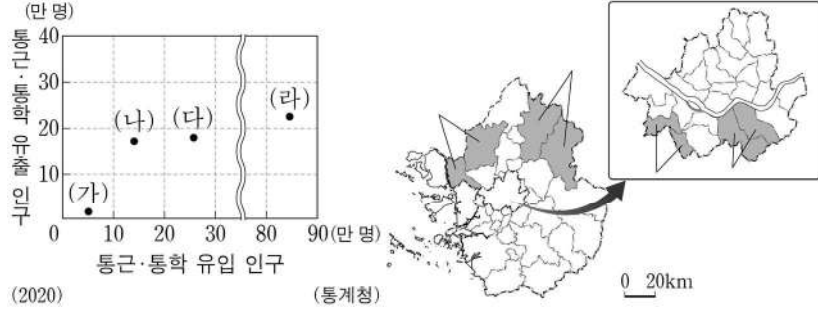 (만 명)
통근·통학 유출 인구
40
30
20
10
0
(가)
(나)
(다)
(라)
10 20 30 80 90(만 명)
통근·통학 유입 인구
(2020)
(통계청)
0 20km